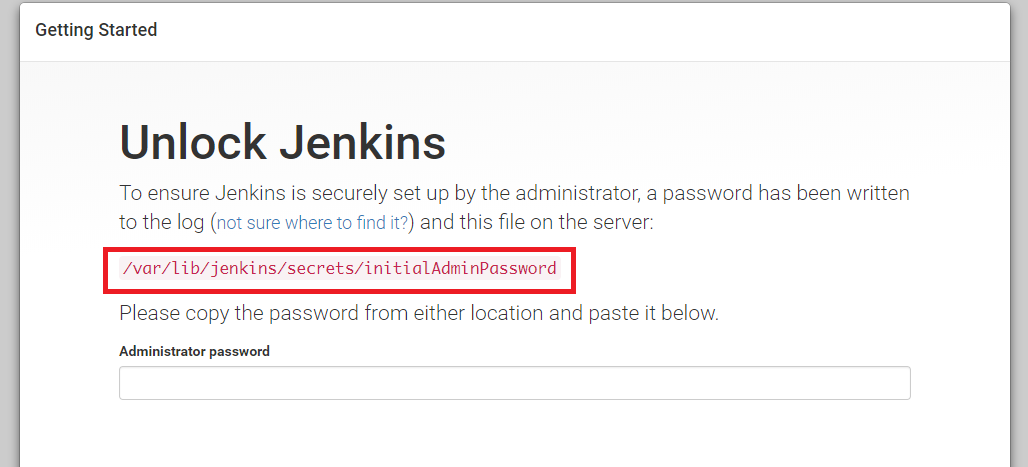 Getting Started
Unlock Jenkins
To ensure Jenkins is securely set up by the administrator, a password has been written
to the log (not sure where to find it?) and this file on the server:
/var/lib/jenkins/secrets/initialAdminPassword
Please copy the password from either location and paste it below.
Administrator password